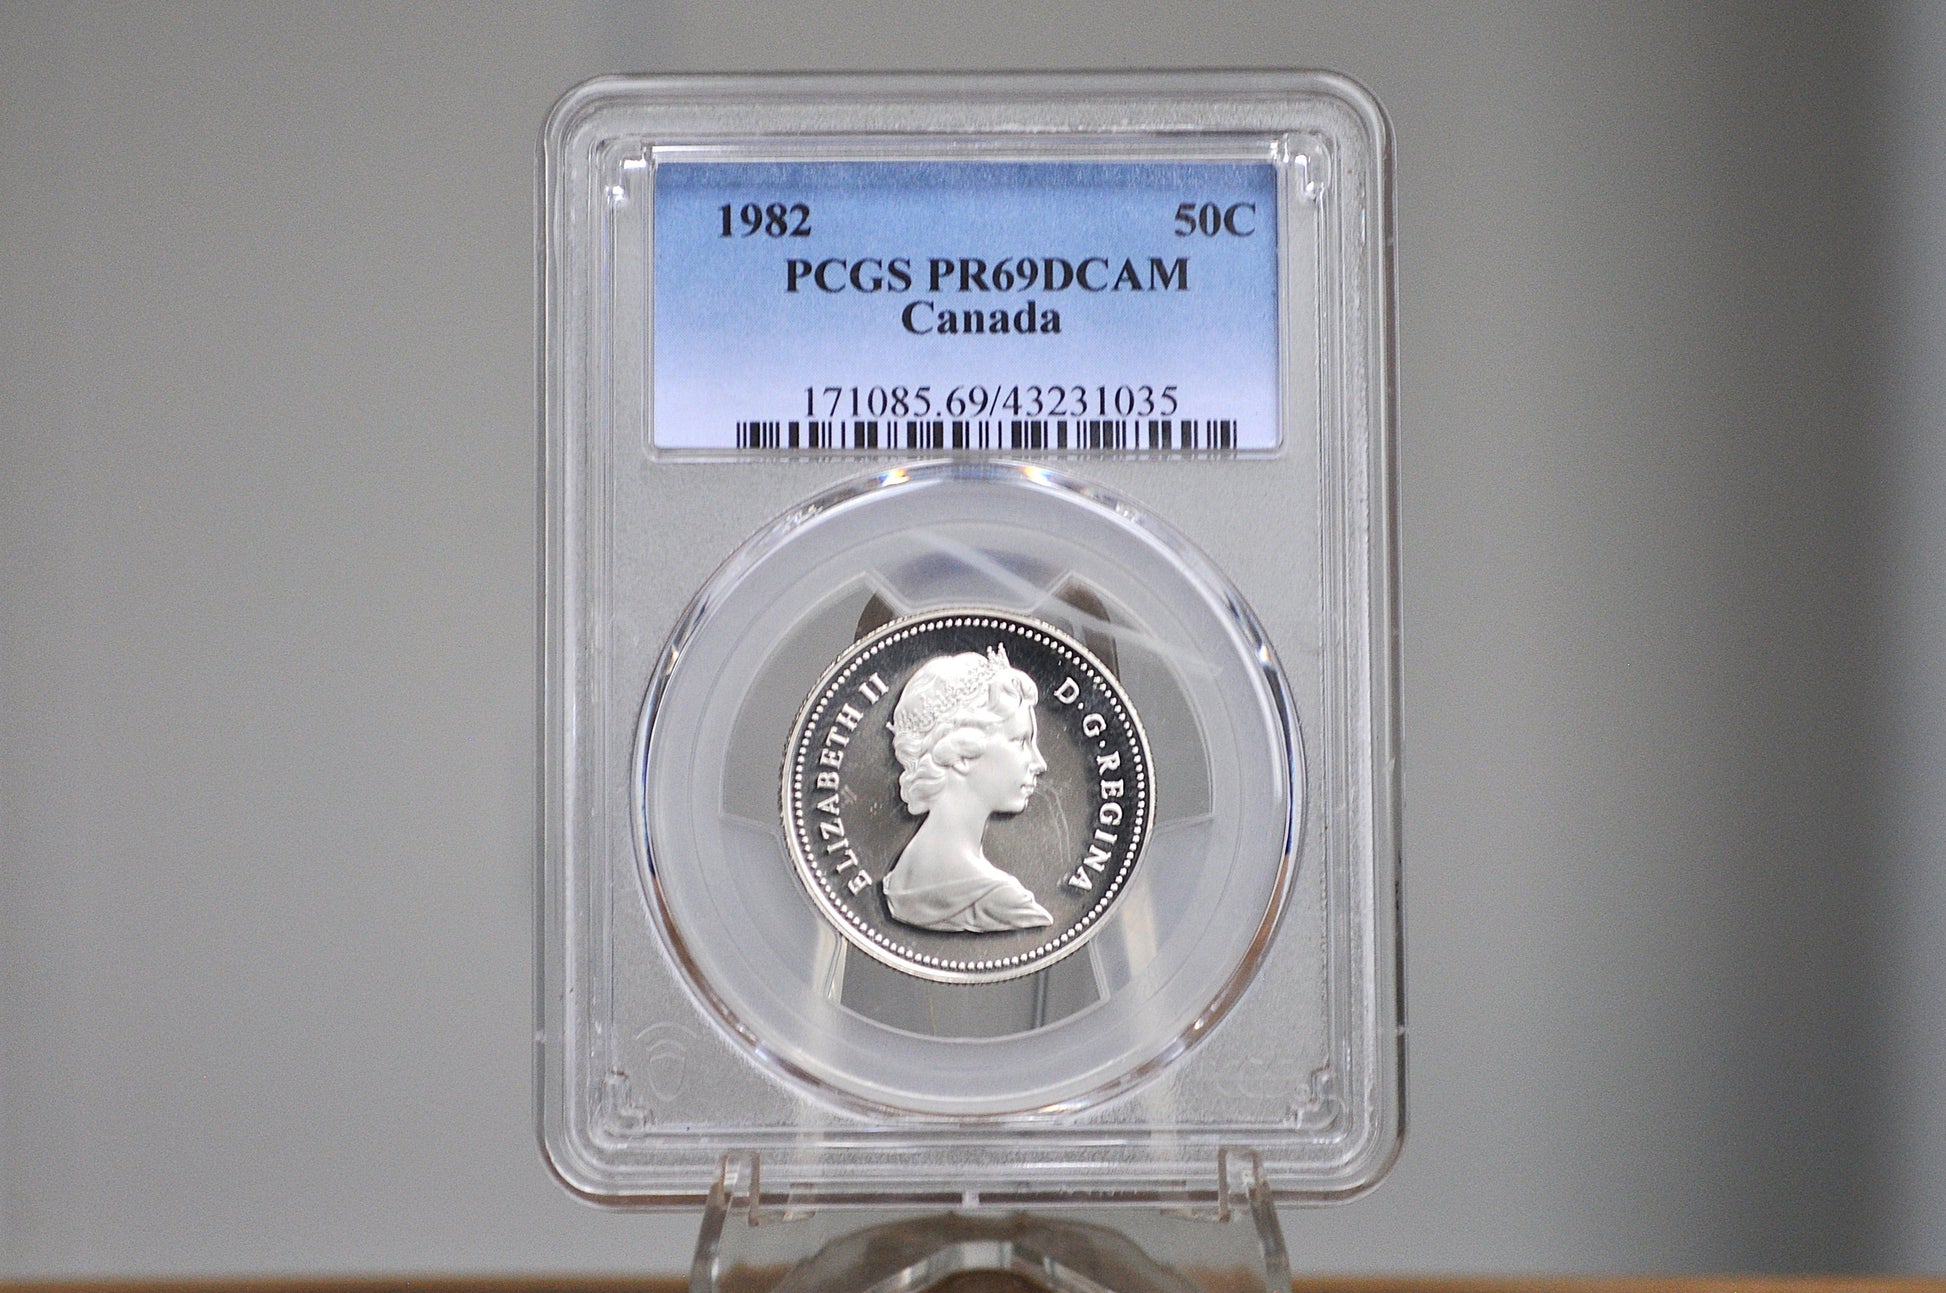 1982 50C
PCGS PR69DCAM
Canada
171085.69/43231035
ELIZABETH II D·G·REGINA